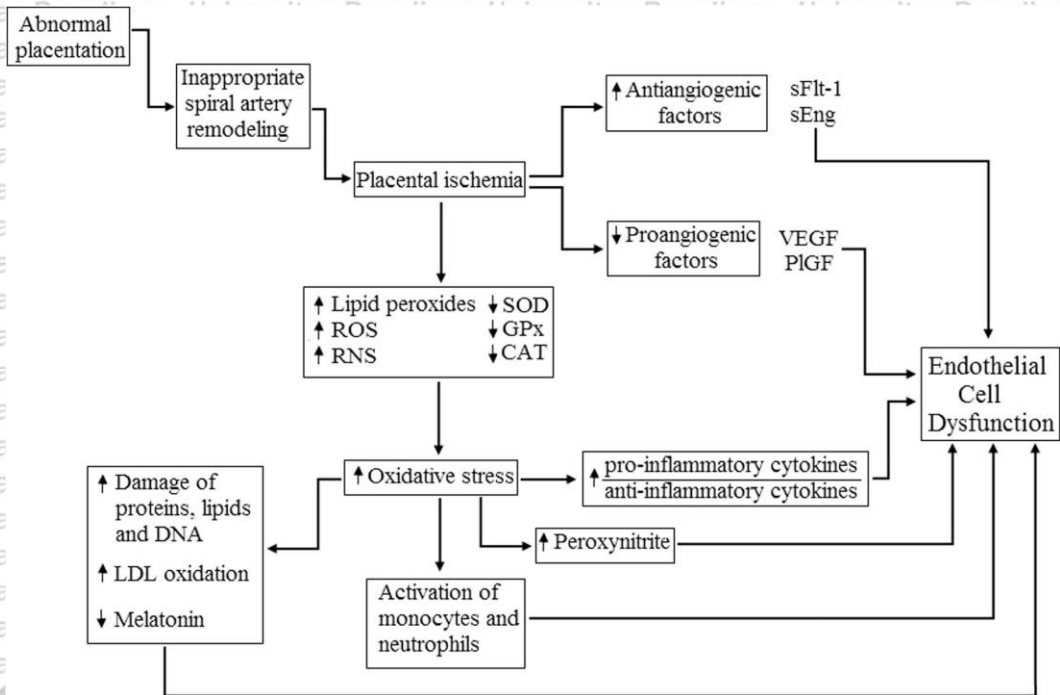 Abnormal
placentation
Inappropriate
spiral artery
remodeling
Placental ischemia
↑ Antiangiogenic
factors
sFlt-1
sEng
↓ Proangiogenic
factors
VEGF
PlGF
↑ Lipid peroxides ↓ SOD
↑ ROS ↓ GPx
↑ RNS ↓ CAT
Endothelial
Cell
Dysfunction
↑ Oxidative stress
↑ pro-inflammatory cytokines
anti-inflammatory cytokines
↑ Peroxynitrite
Activation of
monocytes and
neutrophils
↑ Damage of
proteins, lipids
and DNA
↑ LDL oxidation
↓ Melatonin